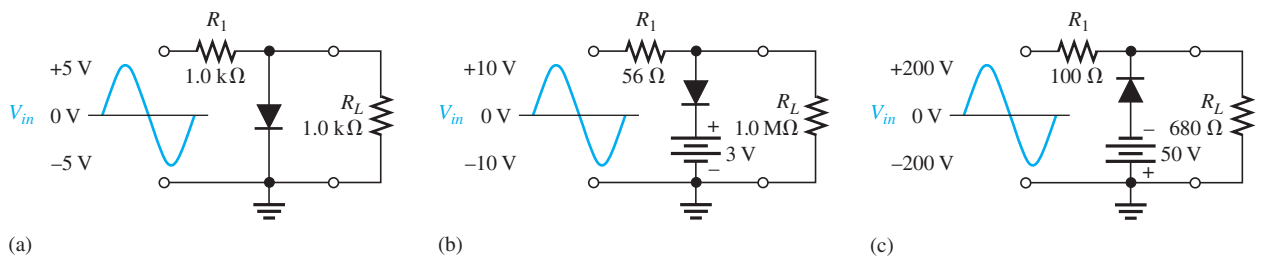 R1
1.0 kΩ
+5 V
Vin
0 V
–5 V
RL
1.0 kΩ
(a)
R1
56 Ω
+10 V
Vin
0 V
–10 V
+
3 V
–
RL
1.0 MΩ
(b)
R1
100 Ω
+200 V
Vin
0 V
–200 V
–
50 V
+
RL
680 Ω
(c)